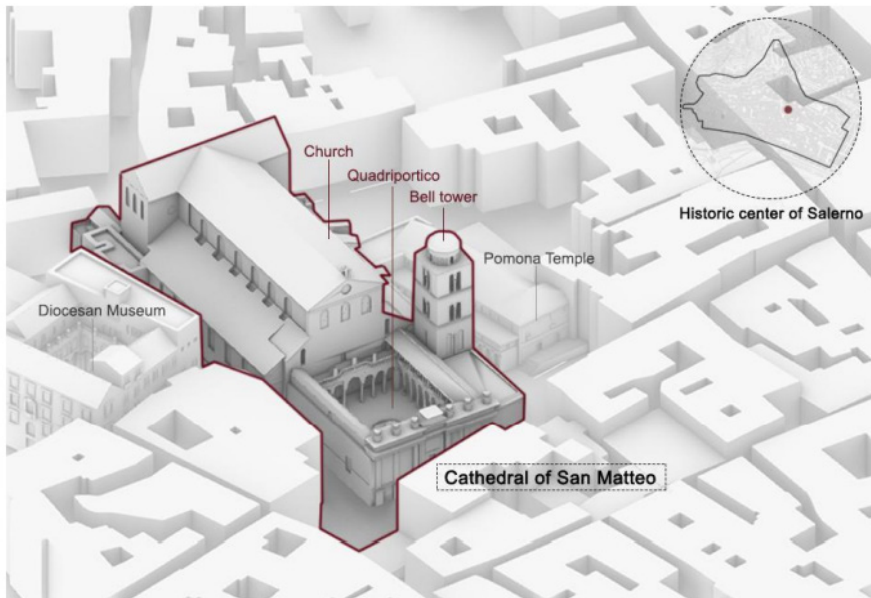 Church
Quadriportico
Bell tower
Historic center of Salerno
Pomona Temple
Diocesan Museum
Cathedral of San Matteo